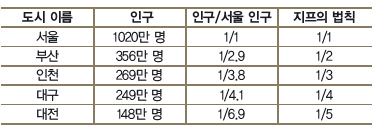 도시 이름 인구 인구/서울 인구 지프의 법칙
서울 1020만 명 1/1 1/1
부산 356만 명 1/2.9 1/2
인천 269만 명 1/3.8 1/3
대구 249만 명 1/4.1 1/4
대전 148만 명 1/6.9 1/5